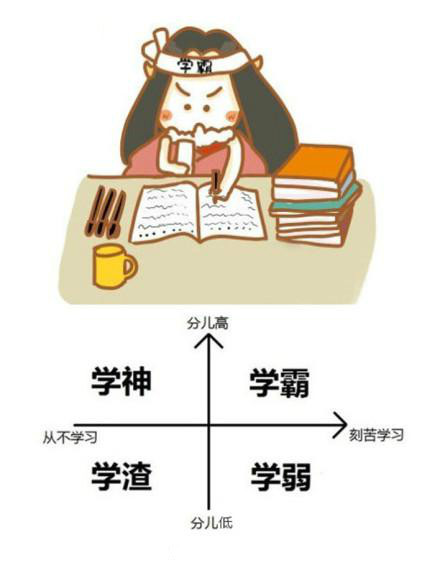 学霸
分儿高
学神 学霸
从不学习 刻苦学习
学渣 学弱
分儿低